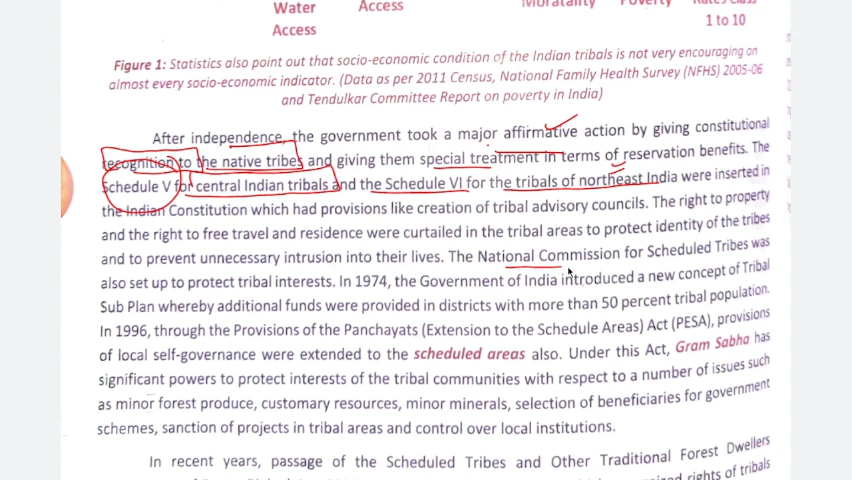 Water Access Moratality Poverty Rates Class
Access 1 to 10
Figure 1: Statistics also point out that socio-economic condition of the Indian tribals is not very encouraging on
almost every socio-economic indicator. (Data as per 2011 Census, National Family Health Survey (NFHS) 2005-06
and Tendulkar Committee Report on poverty in India)
After independence, the government took a major affirmative action by giving constitutional
recognition to the native tribes and giving them special treatment in terms of reservation benefits. The
Schedule V for central Indian tribals and the Schedule VI for the tribals of northeast India were inserted in
the Indian Constitution which had provisions like creation of tribal advisory councils. The right to property
and the right to free travel and residence were curtailed in the tribal areas to protect identity of the tribes
and to prevent unnecessary intrusion into their lives. The National Commission for Scheduled Tribes was
also set up to protect tribal interests. In 1974, the Government of India introduced a new concept of Tribal
Sub Plan whereby additional funds were provided in districts with more than 50 percent tribal population.
In 1996, through the Provisions of the Panchayats (Extension to the Schedule Areas) Act (PESA), provisions
of local self-governance were extended to the scheduled areas also. Under this Act, Gram Sabha has
significant powers to protect interests of the tribal communities with respect to a number of issues such
as minor forest produce, customary resources, minor minerals, selection of beneficiaries for government
schemes, sanction of projects in tribal areas and control over local institutions.
In recent years, passage of the Scheduled Tribes and Other Traditional Forest Dwellers
rights of tribals